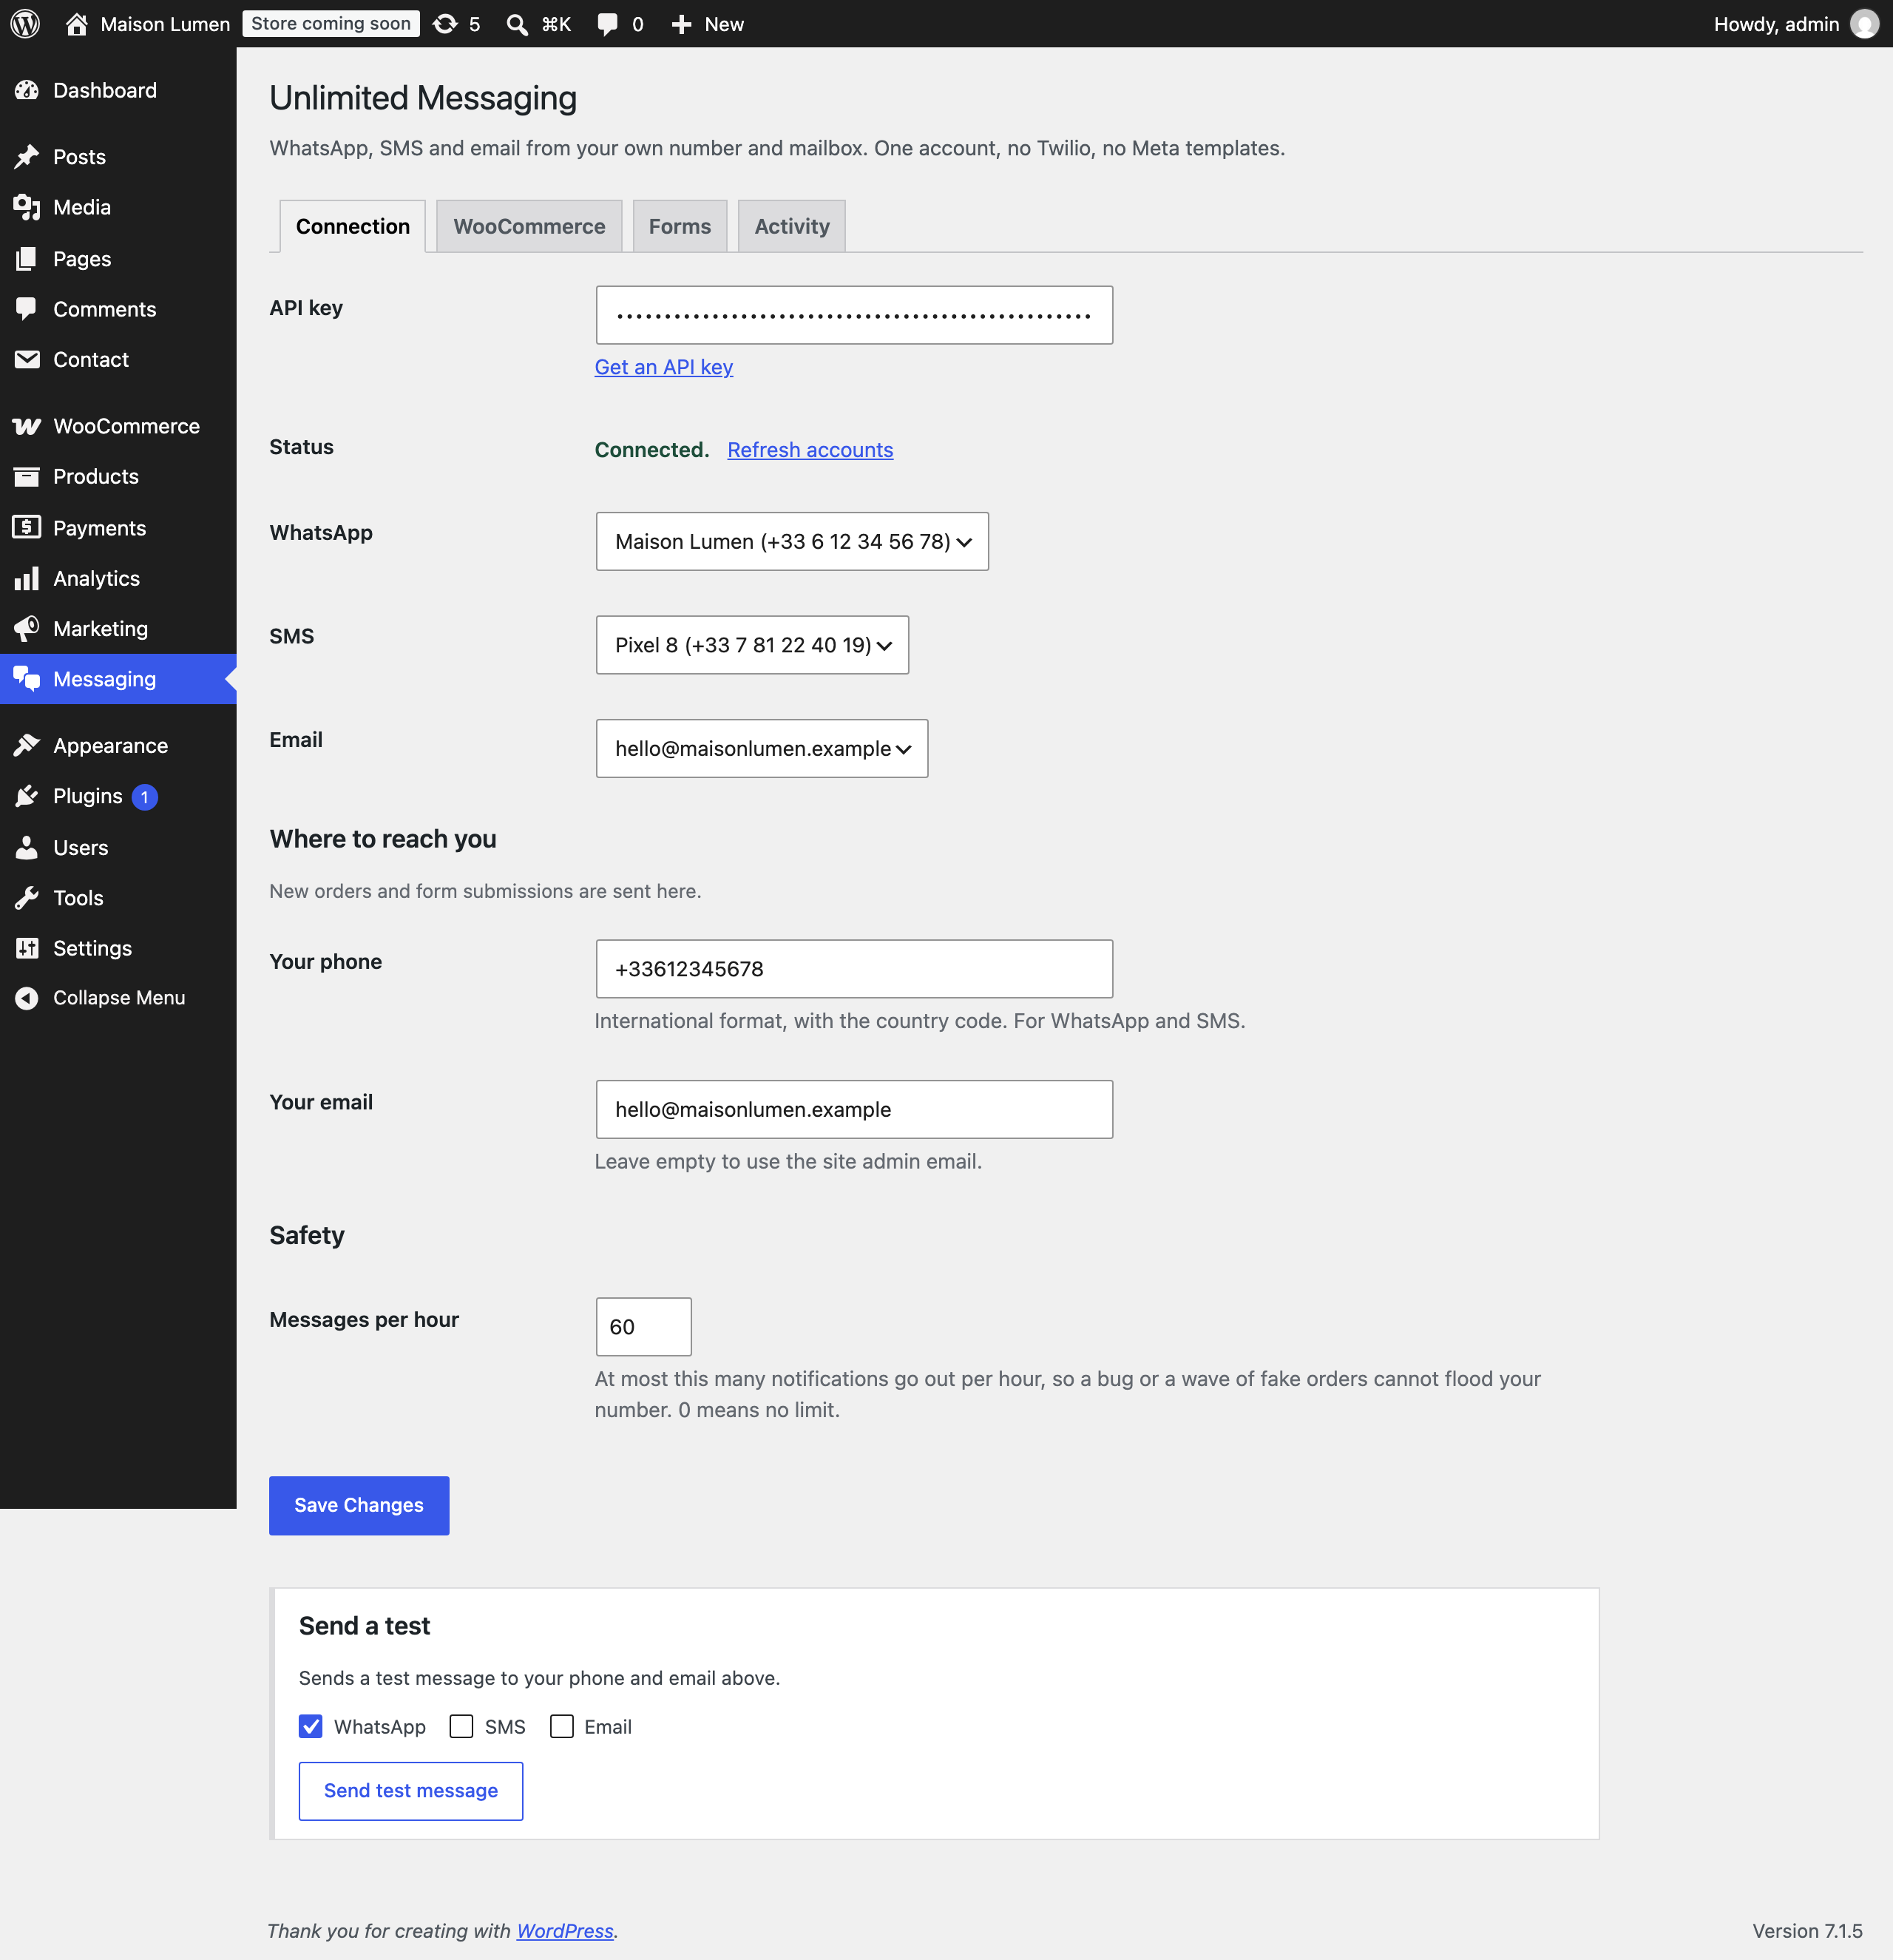 Maison Lumen
Store coming soon
5
⌘K
0
New
Howdy, admin
Dashboard
Posts
Media
Pages
Comments
Contact
WooCommerce
Products
Payments
Analytics
Marketing
Messaging
Appearance
Plugins 1
Users
Tools
Settings
Collapse Menu
Unlimited Messaging
WhatsApp, SMS and email from your own number and mailbox. One account, no Twilio, no Meta templates.
Connection
WooCommerce
Forms
Activity
API key
Get an API key
Status
Connected. Refresh accounts
WhatsApp
Maison Lumen (+33 6 12 34 56 78)
SMS
Pixel 8 (+33 7 81 22 40 19)
Email
hello@maisonlumen.example
Where to reach you
New orders and form submissions are sent here.
Your phone
+33612345678
International format, with the country code. For WhatsApp and SMS.
Your email
hello@maisonlumen.example
Leave empty to use the site admin email.
Safety
Messages per hour
60
At most this many notifications go out per hour, so a bug or a wave of fake orders cannot flood your
number. 0 means no limit.
Save Changes
Send a test
Sends a test message to your phone and email above.
WhatsApp
SMS
Email
Send test message
Thank you for creating with WordPress.
Version 7.1.5